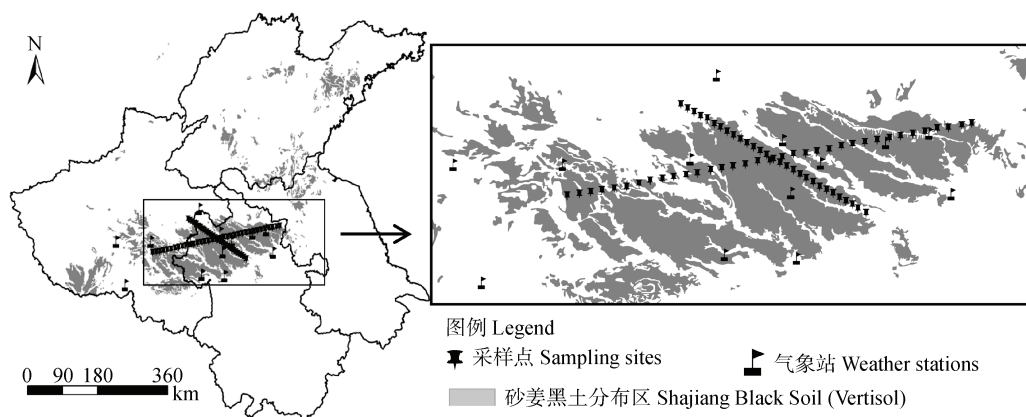 N
0 90 180 360
km
图例 Legend
采样点 Sampling sites
气象站 Weather stations
砂姜黑土分布区 Shajiang Black Soil (Vertisol)